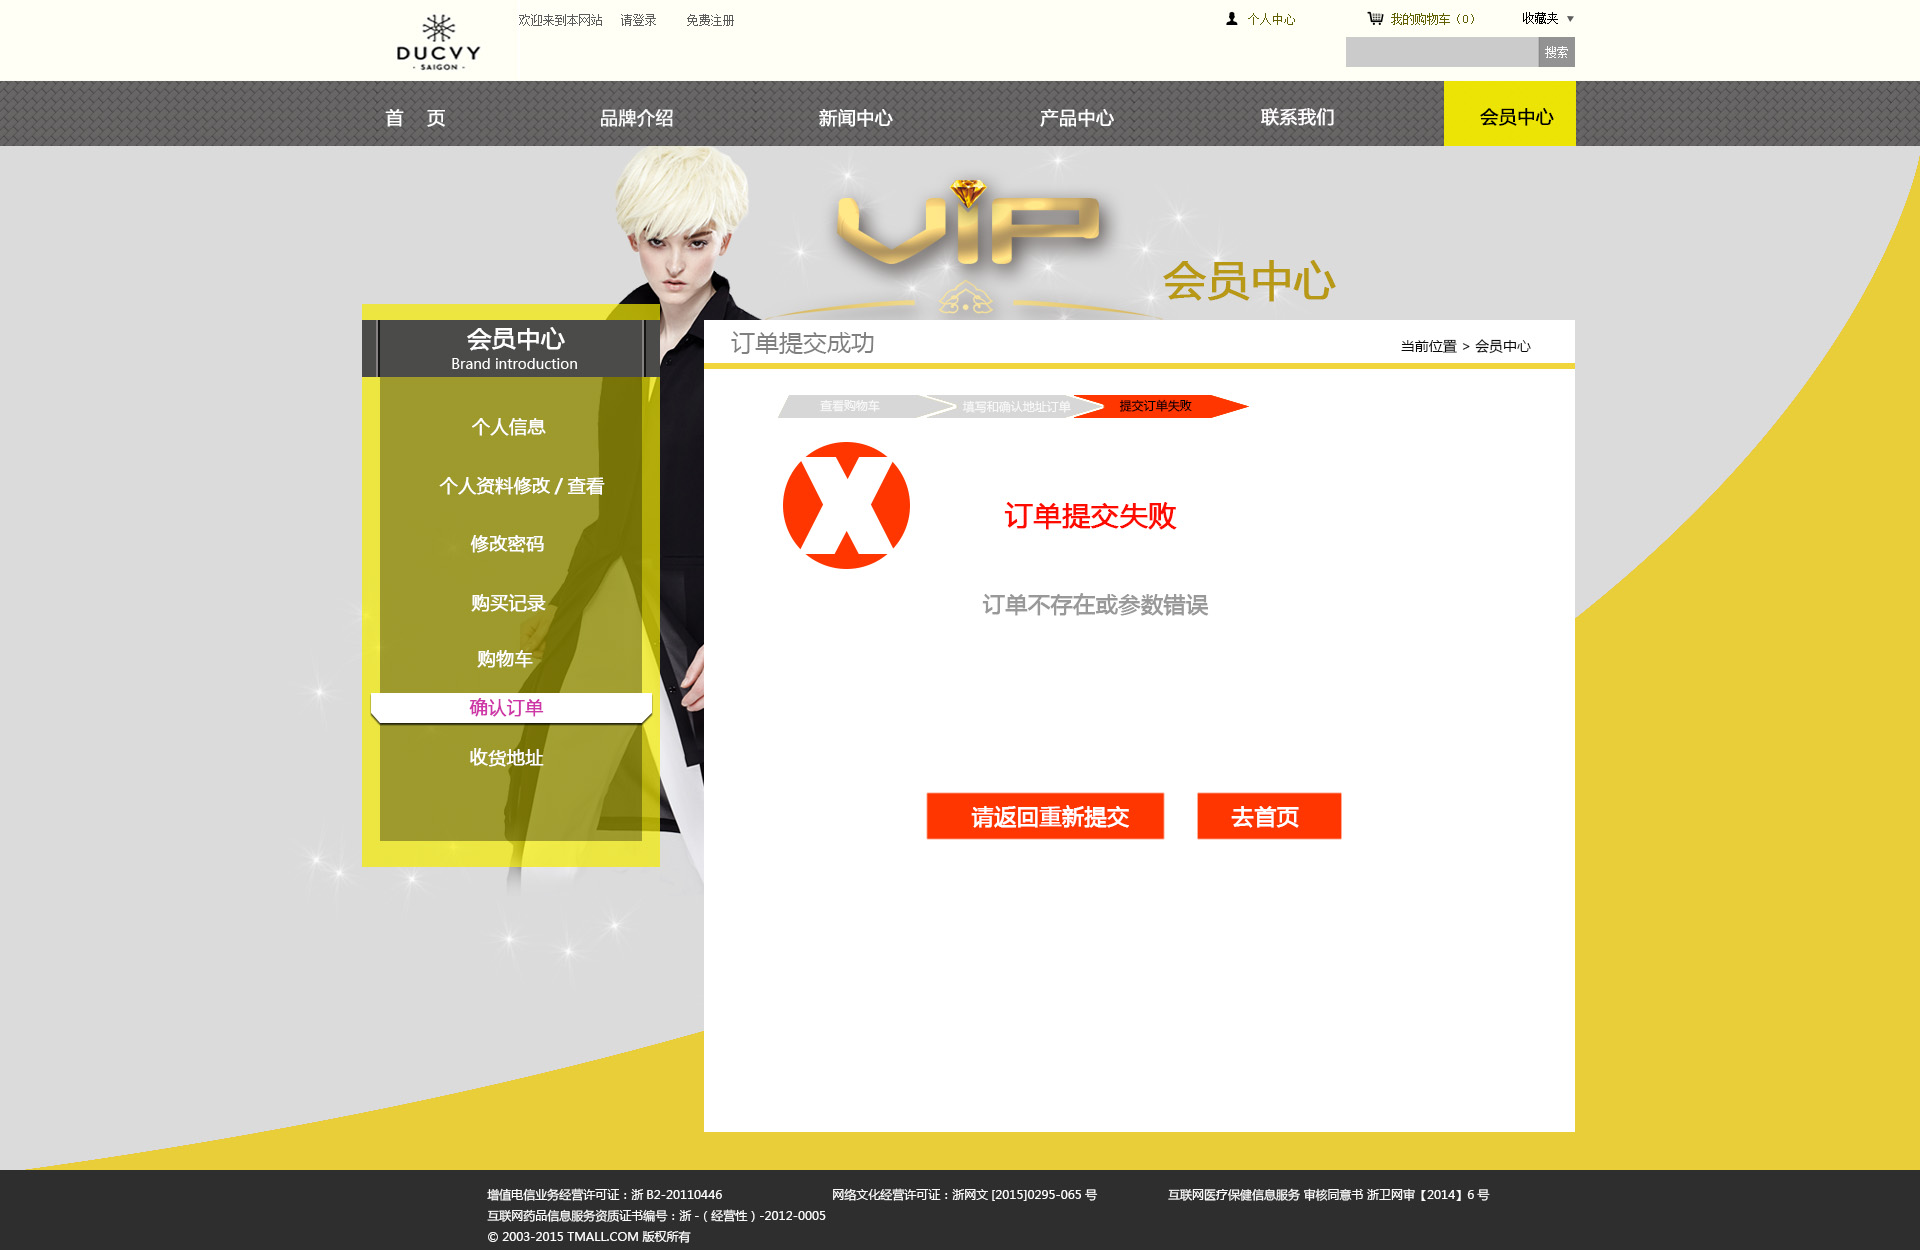 DUCVY
- SAIGON -
欢迎来到本网站 请登录 免费注册
个人中心 我的购物车（0） 收藏夹
搜索
首 页 品牌介绍 新闻中心 产品中心 联系我们 会员中心
VIP
会员中心
会员中心
Brand introduction
个人信息
个人资料修改 / 查看
修改密码
购买记录
购物车
确认订单
收货地址
订单提交成功
当前位置 > 会员中心
查看购物车 填写和确认地址订单 提交订单失败
X
订单提交失败
订单不存在或参数错误
请返回重新提交 去首页
增值电信业务经营许可证：浙 B2-20110446 网络文化经营许可证：浙网文 [2015]0295-065 号 互联网医疗保健信息服务 审核同意书 浙卫网审【2014】6 号
互联网药品信息服务资质证书编号：浙 -（经营性）-2012-0005
© 2003-2015 TMALL.COM 版权所有